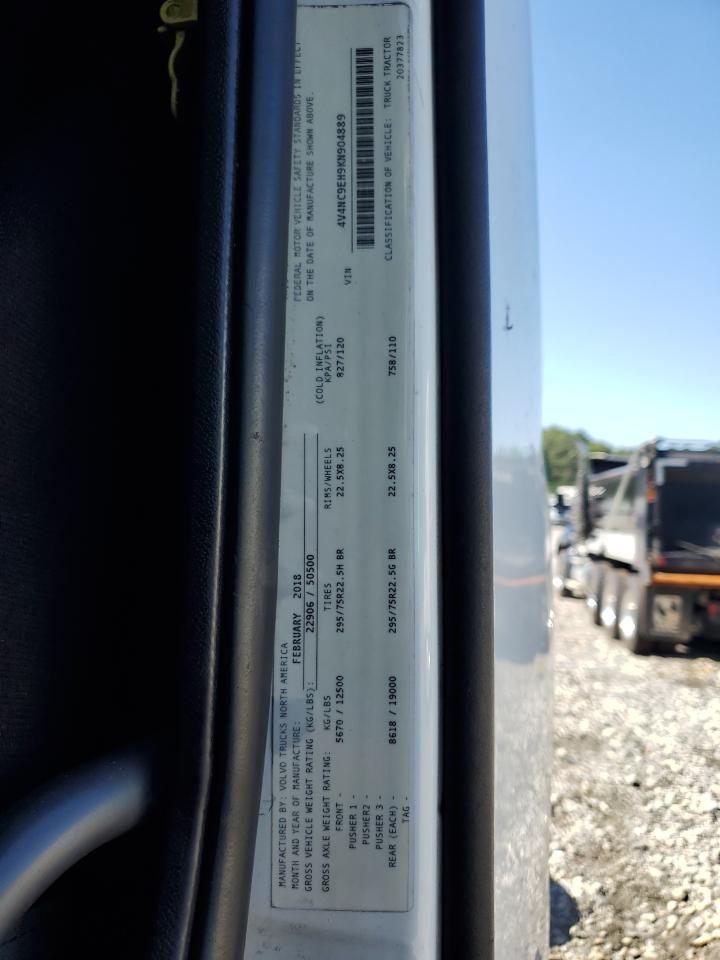 MANUFACTURED BY: VOLVO TRUCKS NORTH AMERICA
MONTH AND YEAR OF MANUFACTURE: FEBRUARY 2018
GROSS VEHICLE WEIGHT RATING (KG/LBS): 22906 / 50500
GROSS AXLE WEIGHT RATING: KG/LBS TIRES RIMS/WHEELS (COLD INFLATION) KPA/PSI
FRONT - 5670 / 12500 295/75R22.5H BR 22.5X8.25 827/120
PUSHER 1 -
PUSHER2 -
PUSHER 3 -
REAR (EACH) - 8618 / 19000 295/75R22.5G BR 22.5X8.25 758/110
TAG -
FEDERAL MOTOR VEHICLE SAFETY STANDARDS IN EFFECT
ON THE DATE OF MANUFACTURE SHOWN ABOVE.
VIN 4V4NC9EH9KN904889
CLASSIFICATION OF VEHICLE: TRUCK TRACTOR
20377823